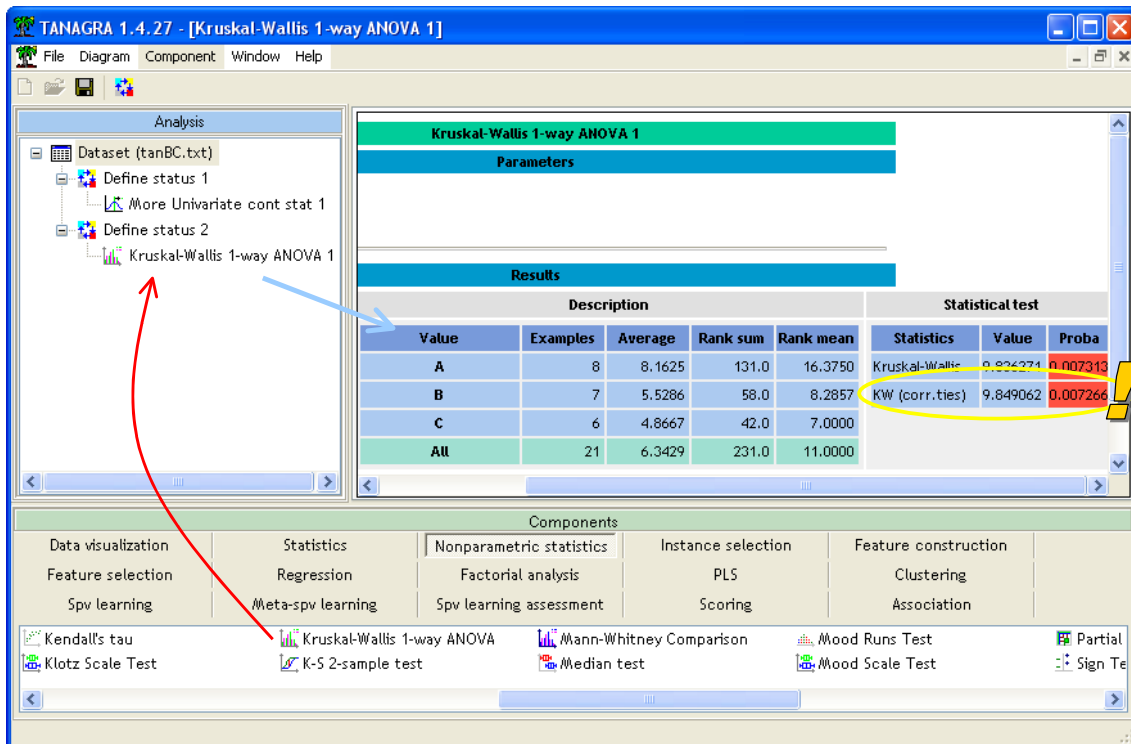 TANAGRA 1.4.27 - [Kruskal-Wallis 1-way ANOVA 1]
File Diagram Component Window Help
Analysis
Dataset (tanBC.txt)
Define status 1
More Univariate cont stat 1
Define status 2
Kruskal-Wallis 1-way ANOVA 1
Kruskal-Wallis 1-way ANOVA 1
Parameters
Results
Description Statistical test
Value Examples Average Rank sum Rank mean Statistics Value Proba
A 8 8.1625 131.0 16.3750 Kruskal-Wallis 9.836271 0.007313
B 7 5.5286 58.0 8.2857 KW (corr.ties) 9.849062 0.007266
C 6 4.8667 42.0 7.0000
All 21 6.3429 231.0 11.0000
Components
Data visualization Statistics Nonparametric statistics Instance selection Feature construction
Feature selection Regression Factorial analysis PLS Clustering
Spv learning Meta-spv learning Spv learning assessment Scoring Association
Kendall's tau Kruskal-Wallis 1-way ANOVA Mann-Whitney Comparison Mood Runs Test Partial
Klotz Scale Test K-S 2-sample test Median test Mood Scale Test Sign Te